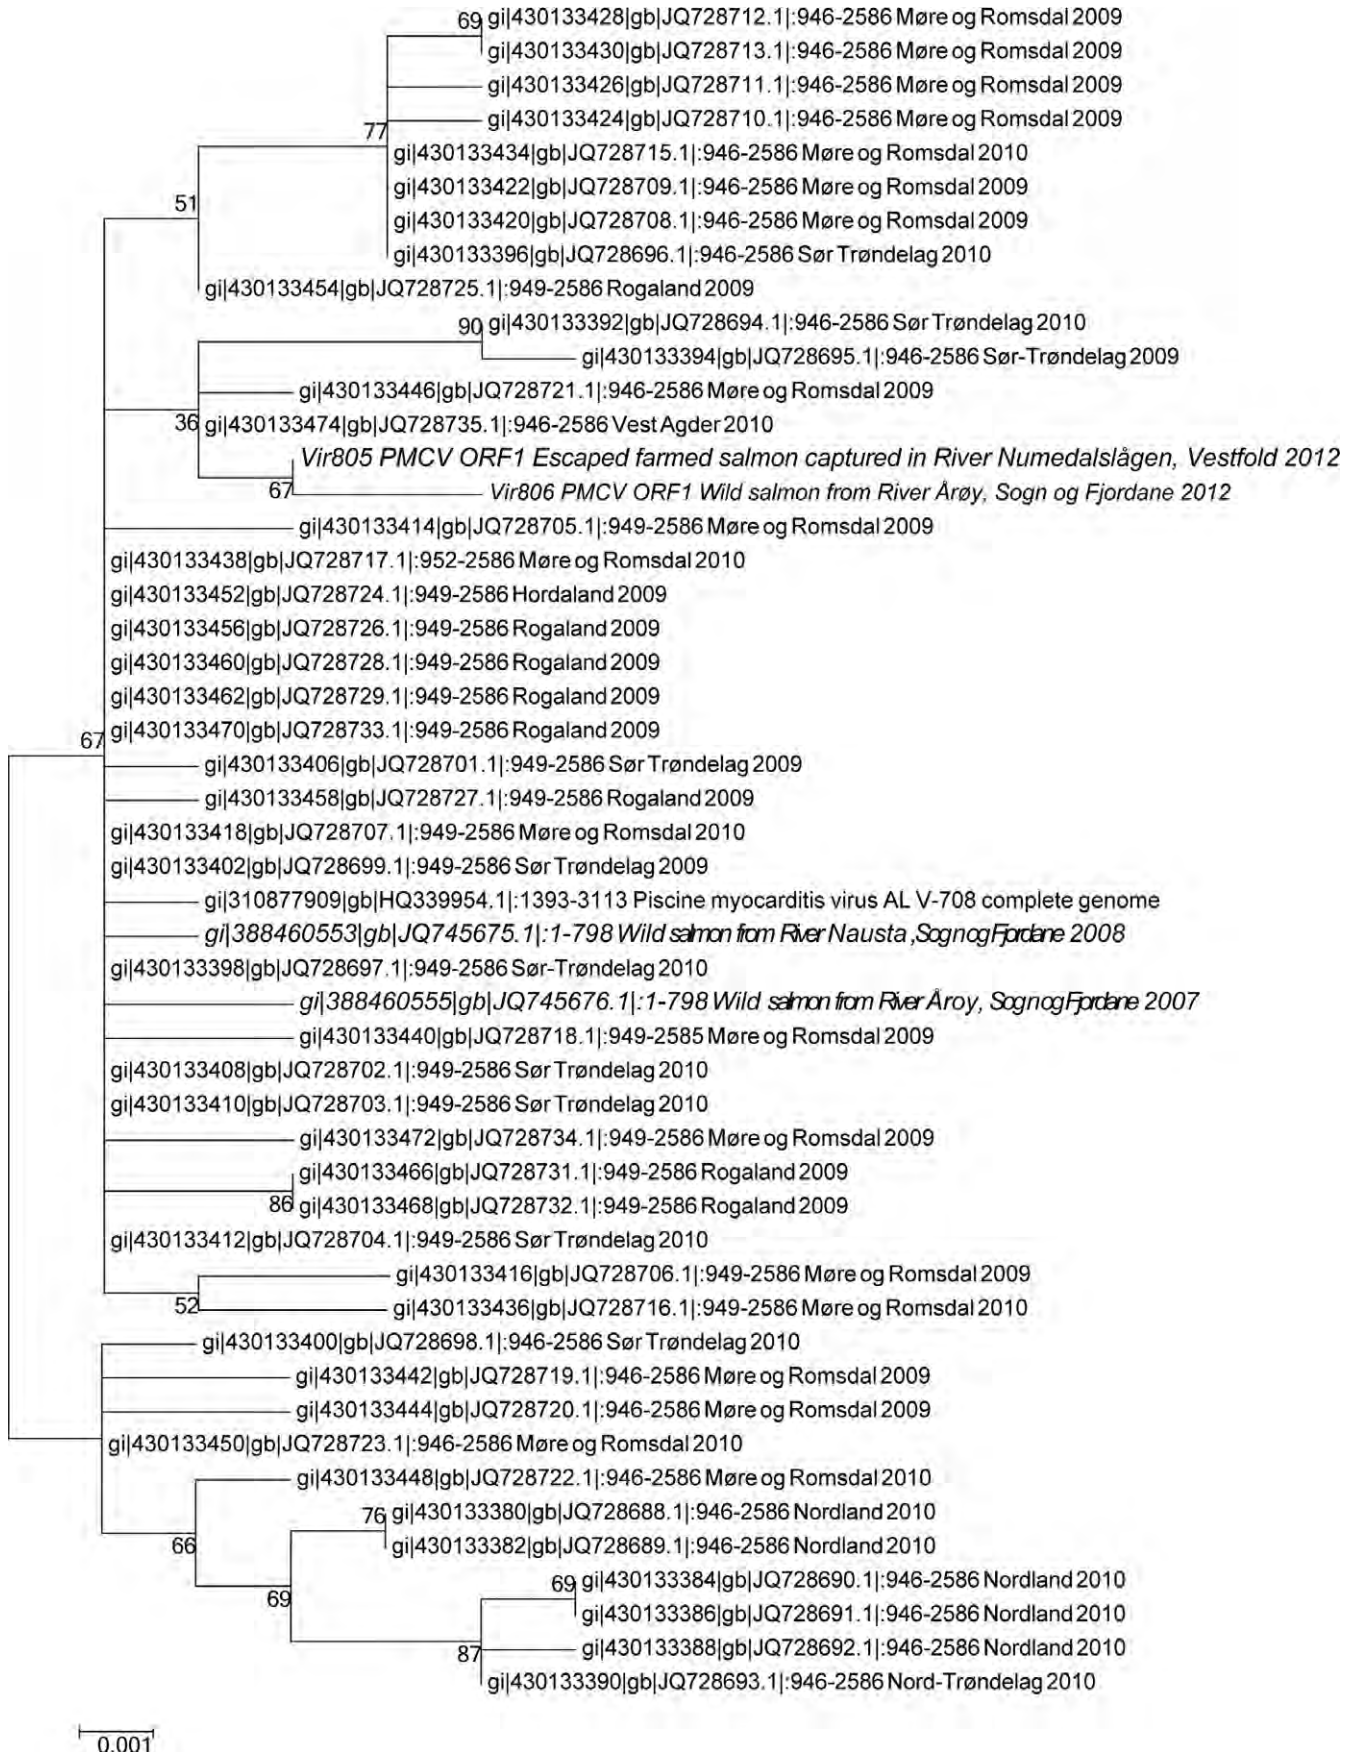 69 gi|430133428|gb|JQ728712.1|:946-2586 Møre og Romsdal 2009
gi|430133430|gb|JQ728713.1|:946-2586 Møre og Romsdal 2009
gi|430133426|gb|JQ728711.1|:946-2586 Møre og Romsdal 2009
gi|430133424|gb|JQ728710.1|:946-2586 Møre og Romsdal 2009
77
gi|430133434|gb|JQ728715.1|:946-2586 Møre og Romsdal 2010
gi|430133422|gb|JQ728709.1|:946-2586 Møre og Romsdal 2009
51
gi|430133420|gb|JQ728708.1|:946-2586 Møre og Romsdal 2009
gi|430133396|gb|JQ728696.1|:946-2586 Sør Trøndelag 2010
gi|430133454|gb|JQ728725.1|:949-2586 Rogaland 2009
90 gi|430133392|gb|JQ728694.1|:946-2586 Sør Trøndelag 2010
gi|430133394|gb|JQ728695.1|:946-2586 Sør-Trøndelag 2009
gi|430133446|gb|JQ728721.1|:946-2586 Møre og Romsdal 2009
36 gi|430133474|gb|JQ728735.1|:946-2586 Vest Agder 2010
Vir805 PMCV ORF1 Escaped farmed salmon captured in River Numedalslågen, Vestfold 2012
67 Vir806 PMCV ORF1 Wild salmon from River Årøy, Sogn og Fjordane 2012
gi|430133414|gb|JQ728705.1|:949-2586 Møre og Romsdal 2009
gi|430133438|gb|JQ728717.1|:952-2586 Møre og Romsdal 2010
gi|430133452|gb|JQ728724.1|:949-2586 Hordaland 2009
gi|430133456|gb|JQ728726.1|:949-2586 Rogaland 2009
gi|430133460|gb|JQ728728.1|:949-2586 Rogaland 2009
gi|430133462|gb|JQ728729.1|:949-2586 Rogaland 2009
gi|430133470|gb|JQ728733.1|:949-2586 Rogaland 2009
67
gi|430133406|gb|JQ728701.1|:949-2586 Sør Trøndelag 2009
gi|430133458|gb|JQ728727.1|:949-2586 Rogaland 2009
gi|430133418|gb|JQ728707.1|:949-2586 Møre og Romsdal 2010
gi|430133402|gb|JQ728699.1|:949-2586 Sør Trøndelag 2009
gi|310877909|gb|HQ339954.1|:1393-3113 Piscine myocarditis virus AL V-708 complete genome
gi|388460553|gb|JQ745675.1|:1-798 Wild salmon from River Nausta ,Sogn og Fjordane 2008
gi|430133398|gb|JQ728697.1|:949-2586 Sør-Trøndelag 2010
gi|388460555|gb|JQ745676.1|:1-798 Wild salmon from River Åroy, Sogn og Fjordane 2007
gi|430133440|gb|JQ728718.1|:949-2585 Møre og Romsdal 2009
gi|430133408|gb|JQ728702.1|:949-2586 Sør Trøndelag 2010
gi|430133410|gb|JQ728703.1|:949-2586 Sør Trøndelag 2010
gi|430133472|gb|JQ728734.1|:949-2586 Møre og Romsdal 2009
gi|430133466|gb|JQ728731.1|:949-2586 Rogaland 2009
86 gi|430133468|gb|JQ728732.1|:949-2586 Rogaland 2009
gi|430133412|gb|JQ728704.1|:949-2586 Sør Trøndelag 2010
gi|430133416|gb|JQ728706.1|:949-2586 Møre og Romsdal 2009
52 gi|430133436|gb|JQ728716.1|:949-2586 Møre og Romsdal 2010
gi|430133400|gb|JQ728698.1|:946-2586 Sør Trøndelag 2010
gi|430133442|gb|JQ728719.1|:946-2586 Møre og Romsdal 2009
gi|430133444|gb|JQ728720.1|:946-2586 Møre og Romsdal 2009
gi|430133450|gb|JQ728723.1|:946-2586 Møre og Romsdal 2010
gi|430133448|gb|JQ728722.1|:946-2586 Møre og Romsdal 2010
76 gi|430133380|gb|JQ728688.1|:946-2586 Nordland 2010
66 gi|430133382|gb|JQ728689.1|:946-2586 Nordland 2010
69 gi|430133384|gb|JQ728690.1|:946-2586 Nordland 2010
69
gi|430133386|gb|JQ728691.1|:946-2586 Nordland 2010
87 gi|430133388|gb|JQ728692.1|:946-2586 Nordland 2010
gi|430133390|gb|JQ728693.1|:946-2586 Nord-Trøndelag 2010
0.001